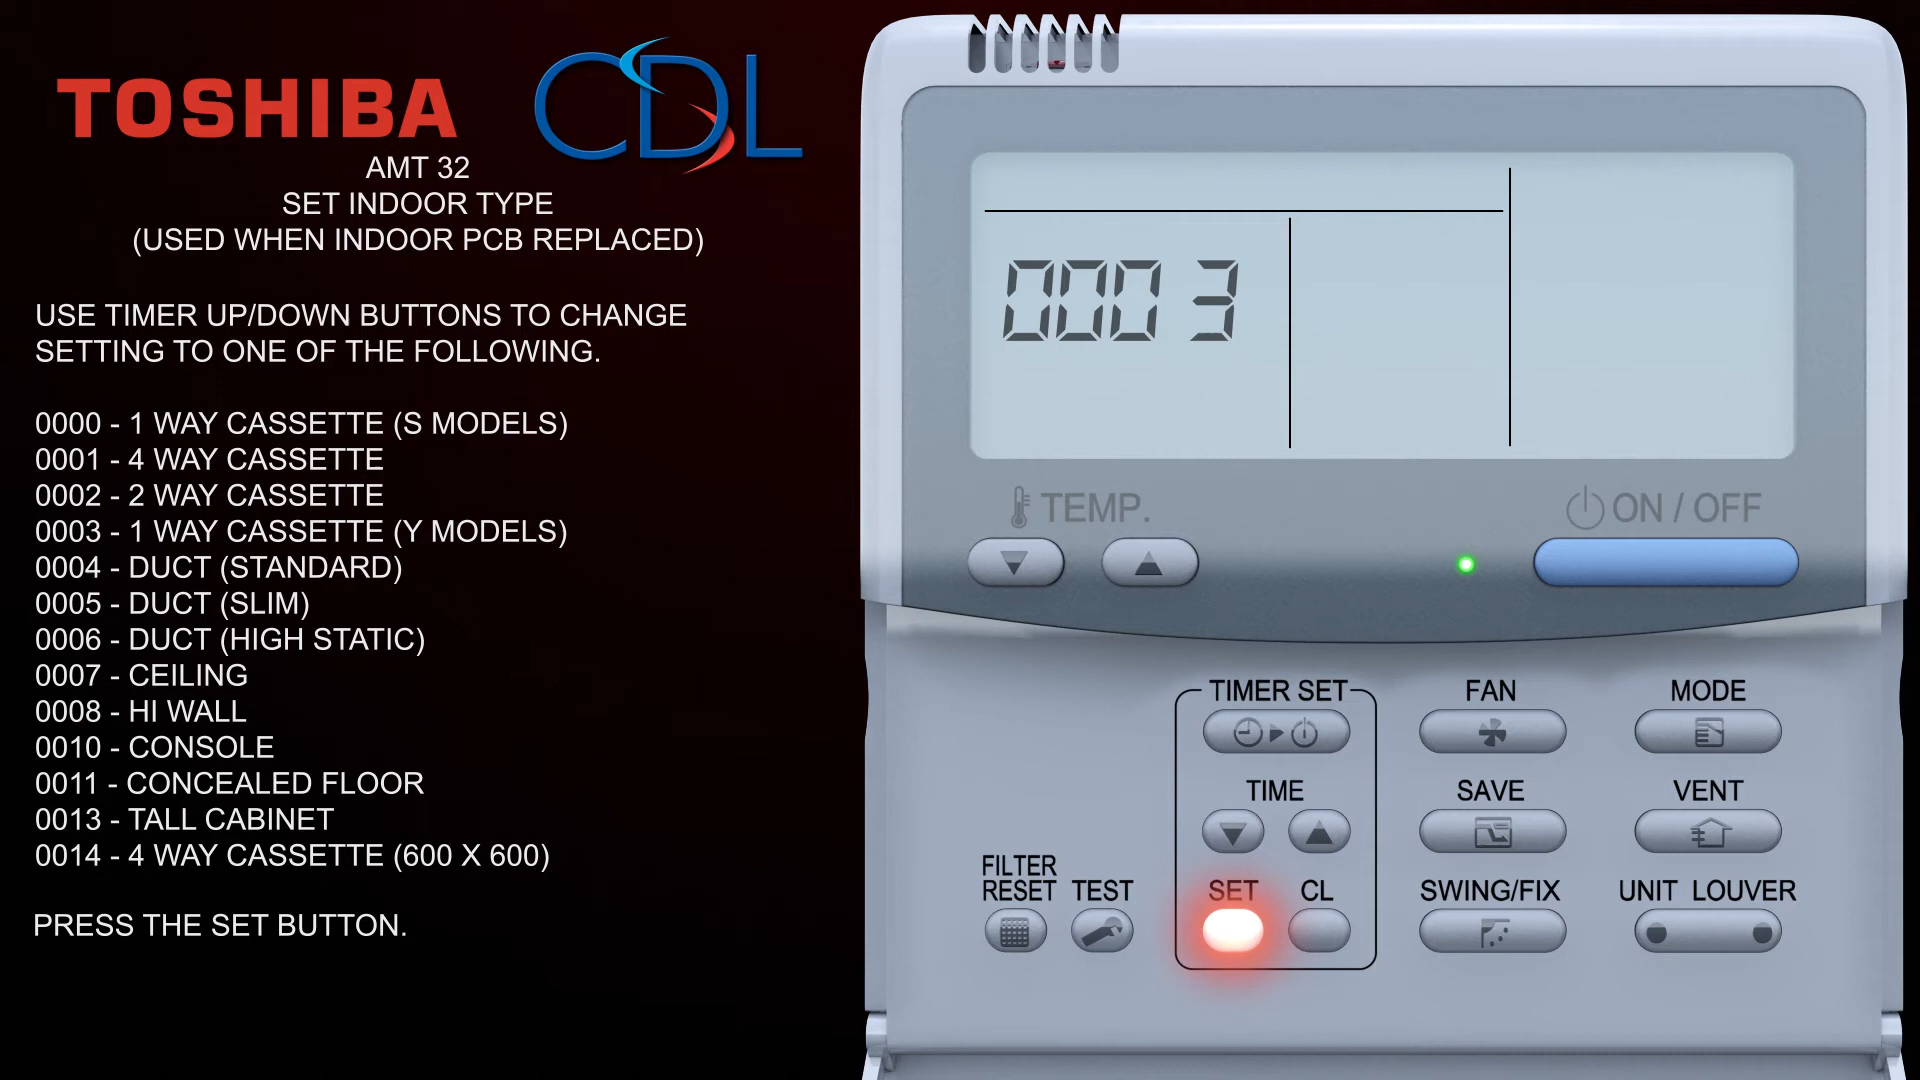 TOSHIBA
CDL
AMT 32
SET INDOOR TYPE
(USED WHEN INDOOR PCB REPLACED)
USE TIMER UP/DOWN BUTTONS TO CHANGE
SETTING TO ONE OF THE FOLLOWING.
0000 - 1 WAY CASSETTE (S MODELS)
0001 - 4 WAY CASSETTE
0002 - 2 WAY CASSETTE
0003 - 1 WAY CASSETTE (Y MODELS)
0004 - DUCT (STANDARD)
0005 - DUCT (SLIM)
0006 - DUCT (HIGH STATIC)
0007 - CEILING
0008 - HI WALL
0010 - CONSOLE
0011 - CONCEALED FLOOR
0013 - TALL CABINET
0014 - 4 WAY CASSETTE (600 X 600)
PRESS THE SET BUTTON.
0003
TEMP.
ON / OFF
TIMER SET
FAN
MODE
TIME
SAVE
VENT
FILTER
RESET
TEST
SET
CL
SWING/FIX
UNIT LOUVER